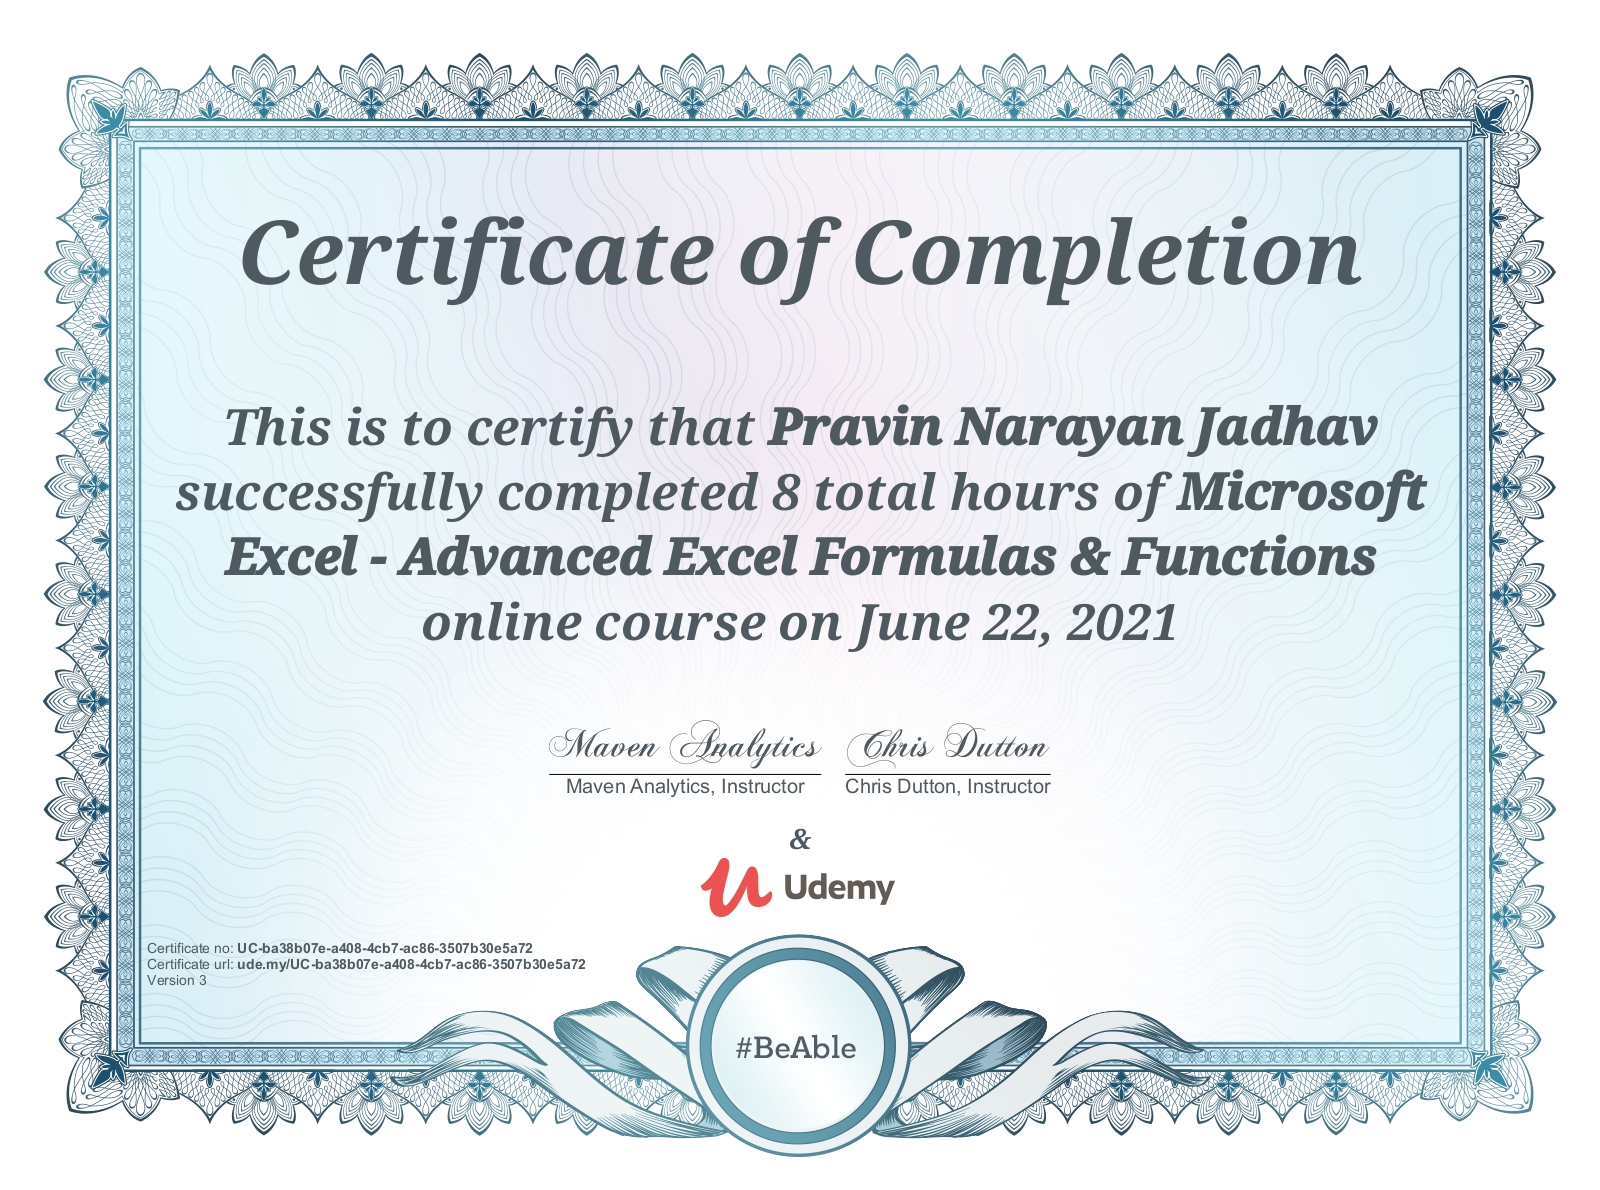 Certificate of Completion
This is to certify that Pravin Narayan Jadhav
successfully completed 8 total hours of Microsoft
Excel - Advanced Excel Formulas & Functions
online course on June 22, 2021
Maven Analytics Chris Dutton
Maven Analytics, Instructor Chris Dutton, Instructor
&
Udemy
Certificate no: UC-ba38b07e-a408-4cb7-ac86-3507b30e5a72
Certificate url: ude.my/UC-ba38b07e-a408-4cb7-ac86-3507b30e5a72
Version 3
#BeAble